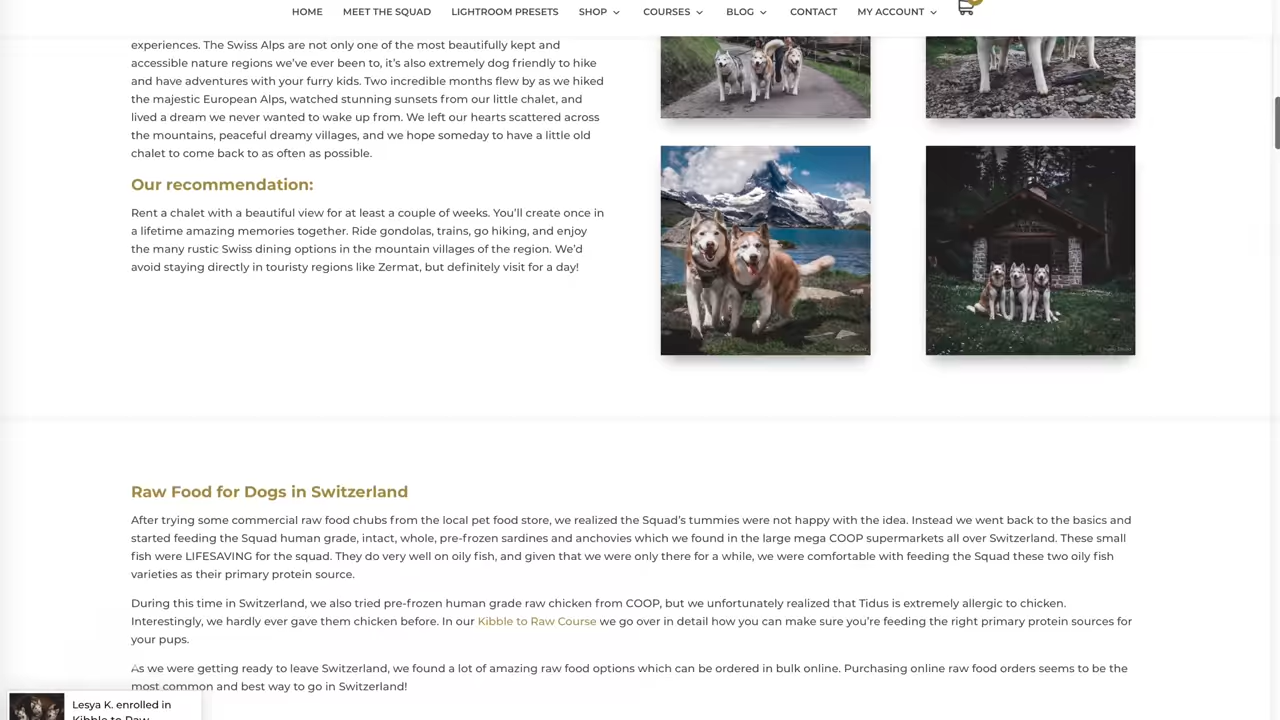 HOME MEET THE SQUAD LIGHTROOM PRESETS SHOP COURSES BLOG CONTACT MY ACCOUNT
experiences. The Swiss Alps are not only one of the most beautifully kept and
accessible nature regions we’ve ever been to, it’s also extremely dog friendly to hike
and have adventures with your furry kids. Two incredible months flew by as we hiked
the majestic European Alps, watched stunning sunsets from our little chalet, and
lived a dream we never wanted to wake up from. We left our hearts scattered across
the mountains, peaceful dreamy villages, and we hope someday to have a little old
chalet to come back to as often as possible.
Our recommendation:
Rent a chalet with a beautiful view for at least a couple of weeks. You’ll create once in
a lifetime amazing memories together. Ride gondolas, trains, go hiking, and enjoy
the many rustic Swiss dining options in the mountain villages of the region. We’d
avoid staying directly in touristy regions like Zermat, but definitely visit for a day!
Raw Food for Dogs in Switzerland
After trying some commercial raw food chubs from the local pet food store, we realized the Squad’s tummies were not happy with the idea. Instead we went back to the basics and
started feeding the Squad human grade, intact, whole, pre-frozen sardines and anchovies which we found in the large mega COOP supermarkets all over Switzerland. These small
fish were LIFESAVING for the squad. They do very well on oily fish, and given that we were only there for a while, we were comfortable with feeding the Squad these two oily fish
varieties as their primary protein source.
During this time in Switzerland, we also tried pre-frozen human grade raw chicken from COOP, but we unfortunately realized that Tidus is extremely allergic to chicken.
Interestingly, we hardly ever gave them chicken before. In our Kibble to Raw Course we go over in detail how you can make sure you’re feeding the right primary protein sources for
your pups.
As we were getting ready to leave Switzerland, we found a lot of amazing raw food options which can be ordered in bulk online. Purchasing online raw food orders seems to be the
most common and best way to go in Switzerland!
Lesya K. enrolled in
Kibble to Raw